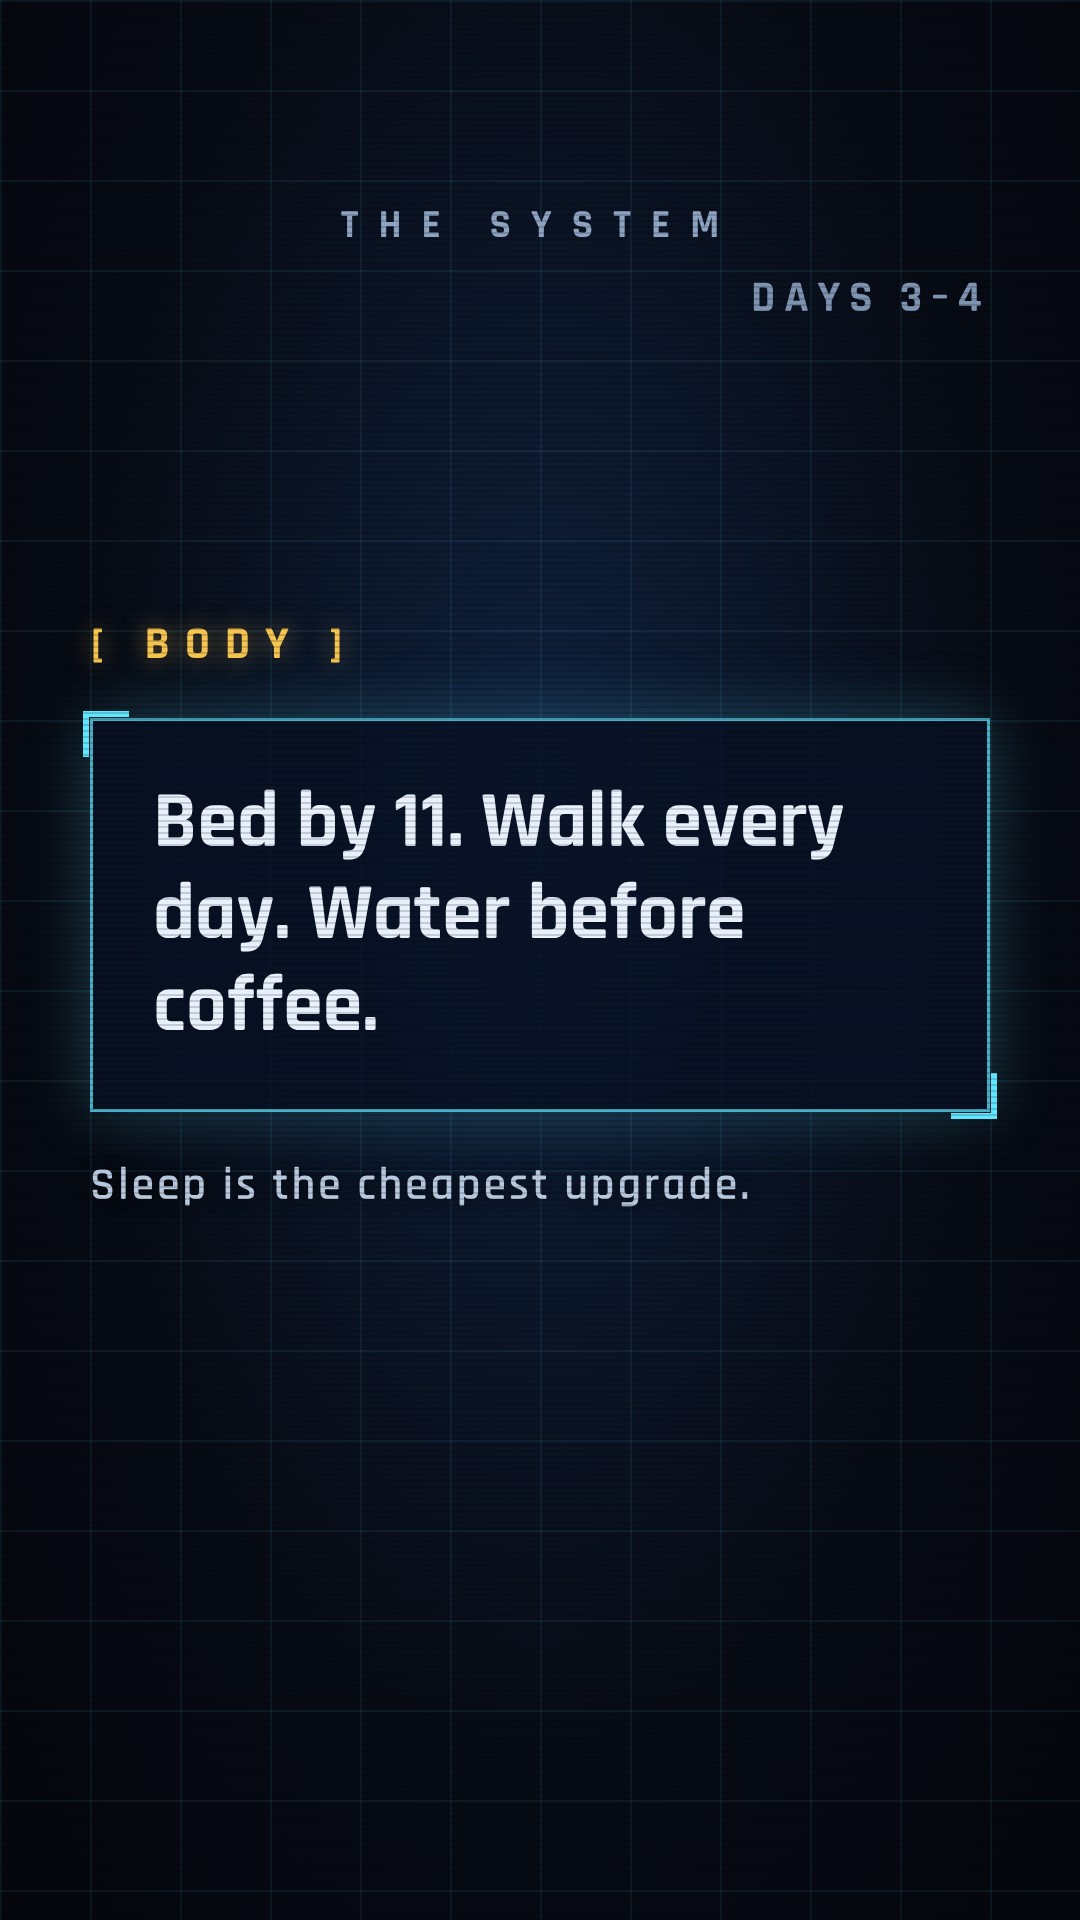 THE SYSTEM
DAYS 3-4
[ BODY ]
Bed by 11. Walk every
day. Water before
coffee.
Sleep is the cheapest upgrade.